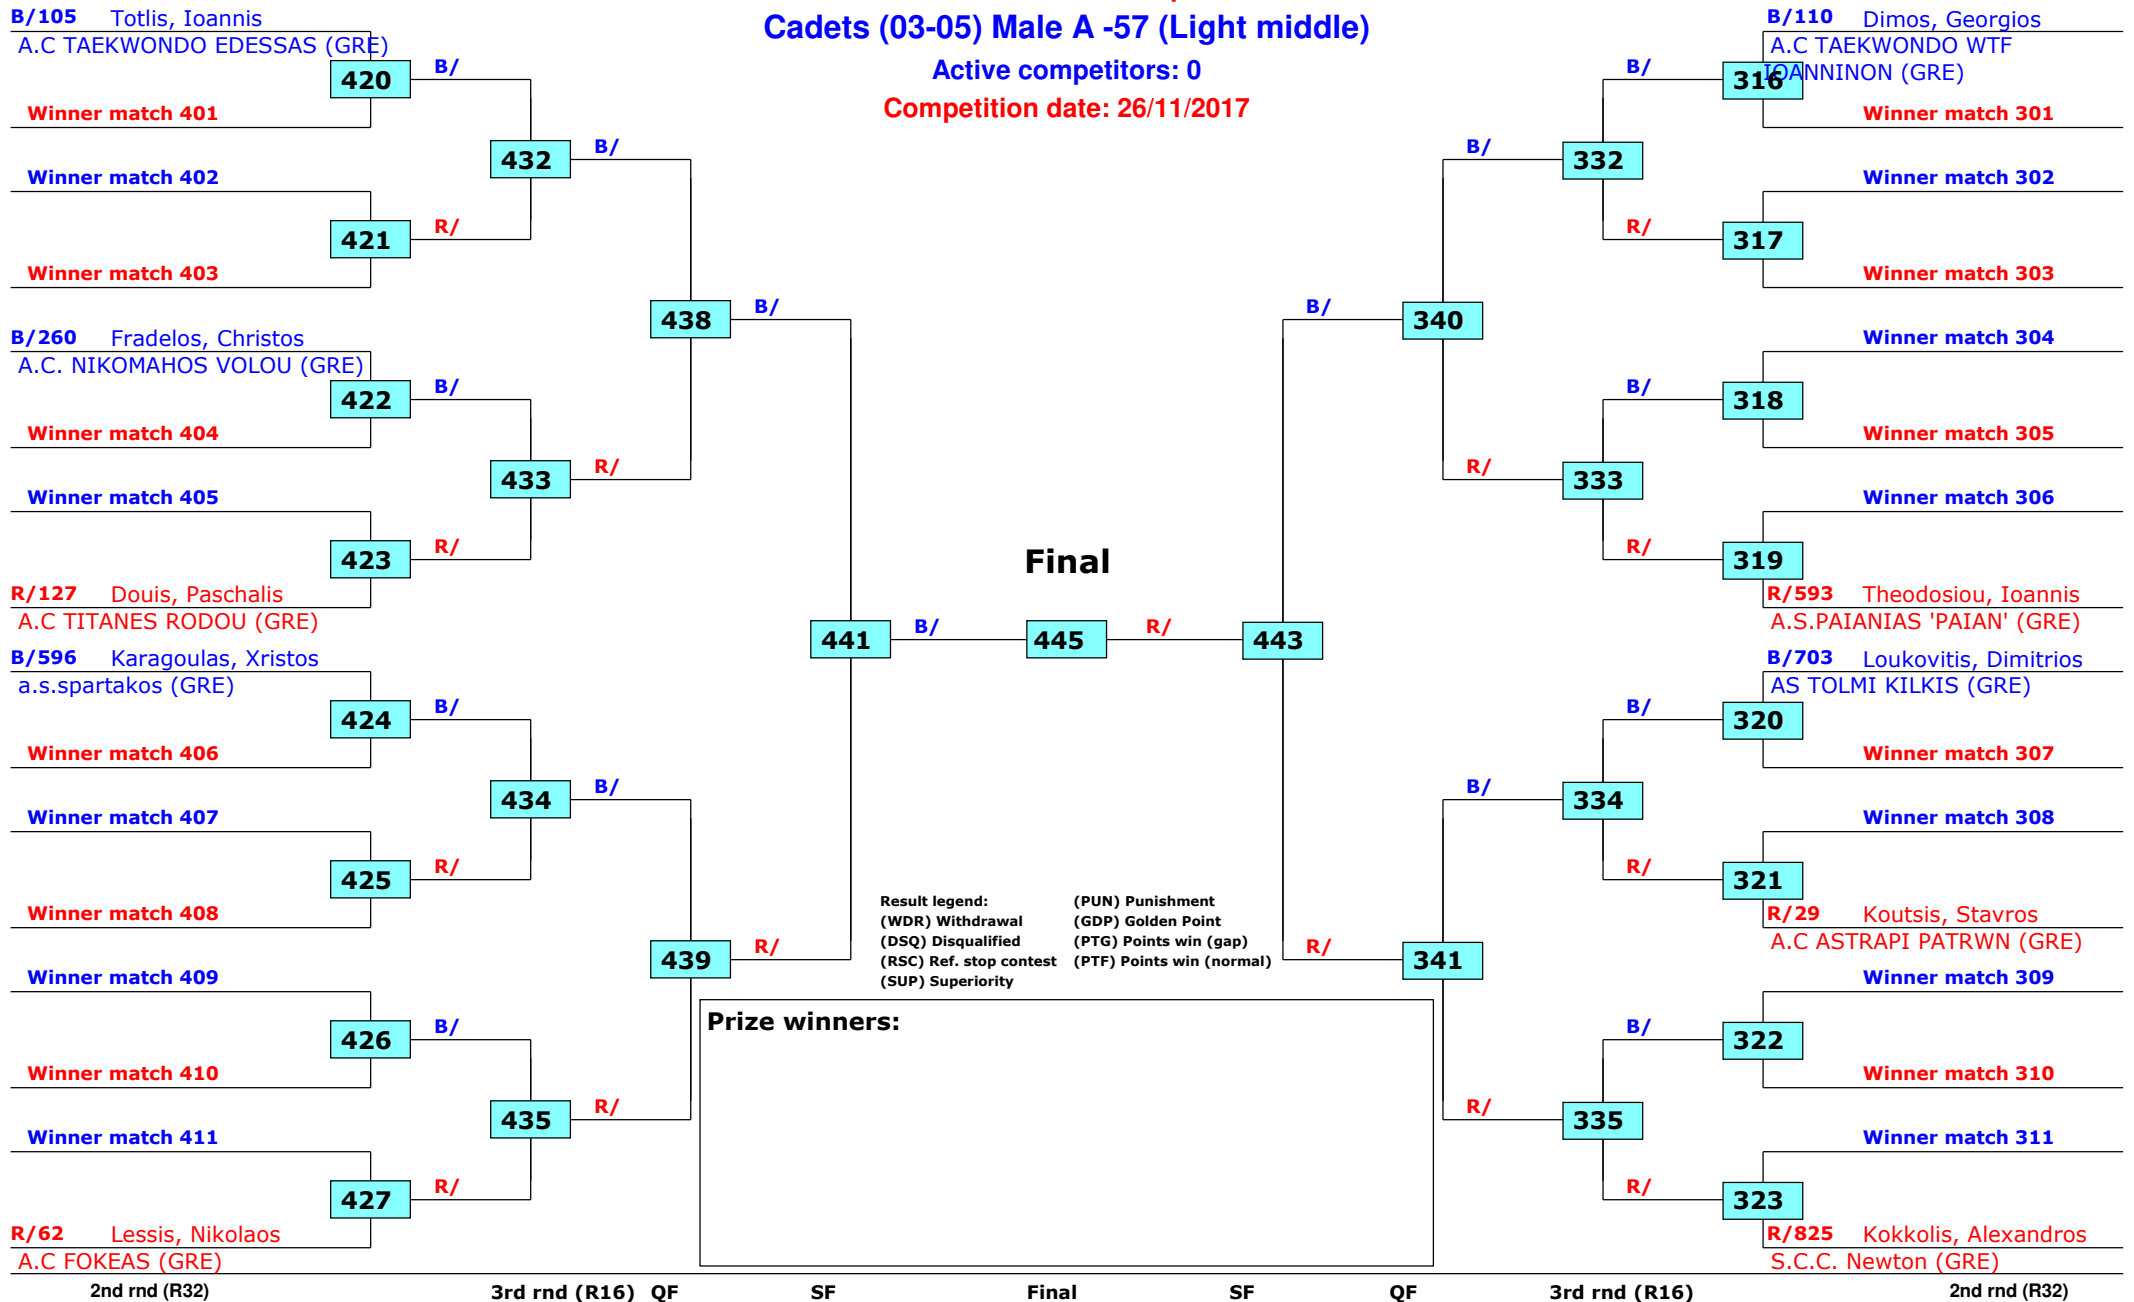 Cadets (03-05) Male A -57 (Light middle)
Active competitors: 0
Competition date: 26/11/2017
B/105 Totlis, Ioannis
A.C TAEKWONDO EDESSAS (GRE)
420
B/
Winner match 401
432
B/
Winner match 402
421
R/
Winner match 403
438
B/
B/260 Fradelos, Christos
A.C. NIKOMAHOS VOLOU (GRE)
422
B/
Winner match 404
433
R/
Winner match 405
423
R/
R/127 Douis, Paschalis
A.C TITANES RODOU (GRE)
441
B/
B/596 Karagoulas, Xristos
a.s.spartakos (GRE)
424
B/
Winner match 406
434
B/
Winner match 407
425
R/
Winner match 408
439
R/
Winner match 409
426
B/
Winner match 410
435
R/
Winner match 411
427
R/
R/62 Lessis, Nikolaos
A.C FOKEAS (GRE)
Final
445
R/
443
B/110 Dimos, Georgios
A.C TAEKWONDO WTF
IOANNINON (GRE)
B/
316
Winner match 301
B/
332
Winner match 302
R/
317
Winner match 303
B/
340
Winner match 304
B/
318
Winner match 305
R/
333
Winner match 306
R/
319
R/593 Theodosiou, Ioannis
A.S.PAIANIAS 'PAIAN' (GRE)
B/703 Loukovitis, Dimitrios
AS TOLMI KILKIS (GRE)
B/
320
Winner match 307
B/
334
Winner match 308
R/
321
R/29 Koutsis, Stavros
A.C ASTRAPI PATRWN (GRE)
R/
341
Winner match 309
B/
322
Winner match 310
R/
335
Winner match 311
R/
323
R/825 Kokkolis, Alexandros
S.C.C. Newton (GRE)
Result legend: (PUN) Punishment
(WDR) Withdrawal (GDP) Golden Point
(DSQ) Disqualified (PTG) Points win (gap)
(RSC) Ref. stop contest (PTF) Points win (normal)
(SUP) Superiority
Prize winners:
2nd rnd (R32) 3rd rnd (R16) QF SF Final SF QF 3rd rnd (R16) 2nd rnd (R32)